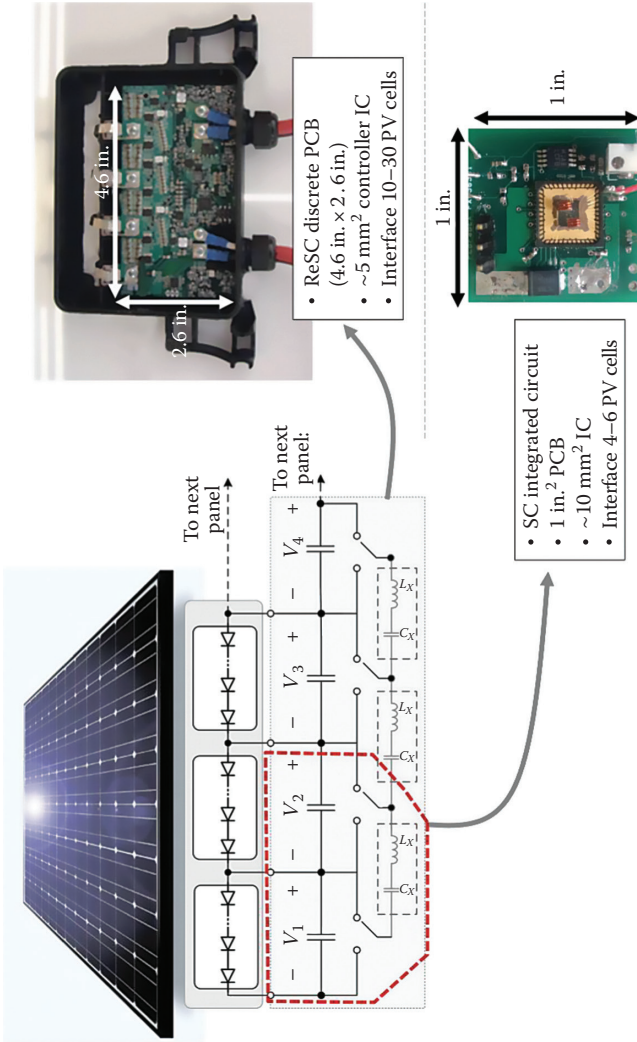 To next
panel
To next
panel:
V₁
V₂
V₃
V₄
−
+
−
+
−
+
−
+
Cₓ
Lₓ
Cₓ
Lₓ
Cₓ
Lₓ
4.6 in.
2.6 in.
• ReSC discrete PCB
(4.6 in. × 2.6 in.)
• ~5 mm² controller IC
• Interface 10–30 PV cells
• SC integrated circuit
• 1 in.² PCB
• ~10 mm² IC
• Interface 4–6 PV cells
1 in.
1 in.